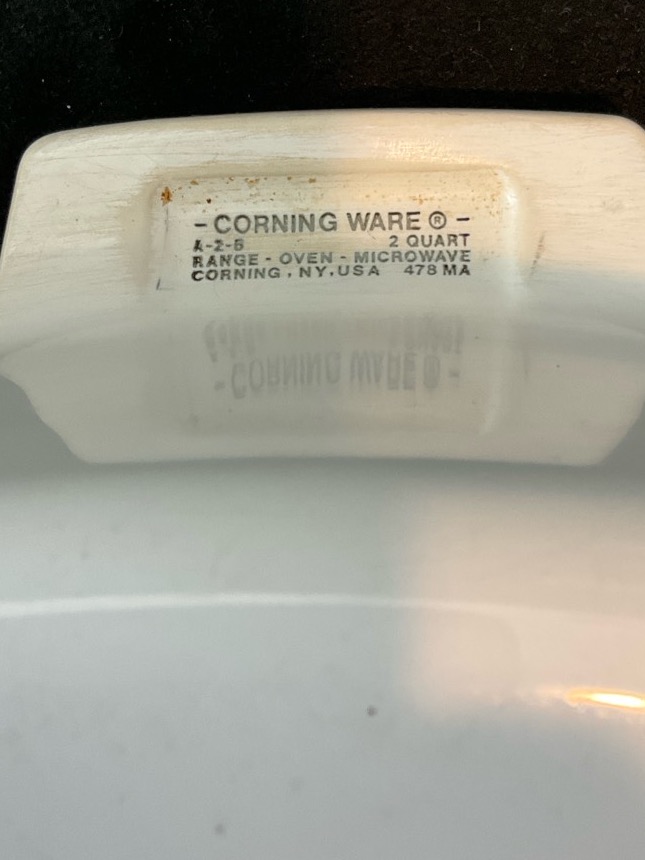 - CORNING WARE ® -
A-2-B 2 QUART
RANGE - OVEN - MICROWAVE
CORNING, NY, USA 478 MA